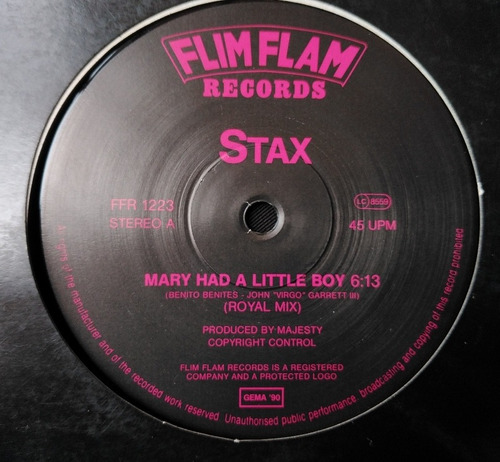 FLIM FLAM
RECORDS
STAX
FFR 1223
STEREO A
LC 8559
45 UPM
MARY HAD A LITTLE BOY 6:13
(BENITO BENITES - JOHN "VIRGO" GARRETT III)
(ROYAL MIX)
PRODUCED BY MAJESTY
COPYRIGHT CONTROL
FLIM FLAM RECORDS IS A REGISTERED
COMPANY AND A PROTECTED LOGO
GEMA '90
All rights of the manufacturer and of the recorded work reserved. Unauthorised public performance, broadcasting and copying of this record prohibited